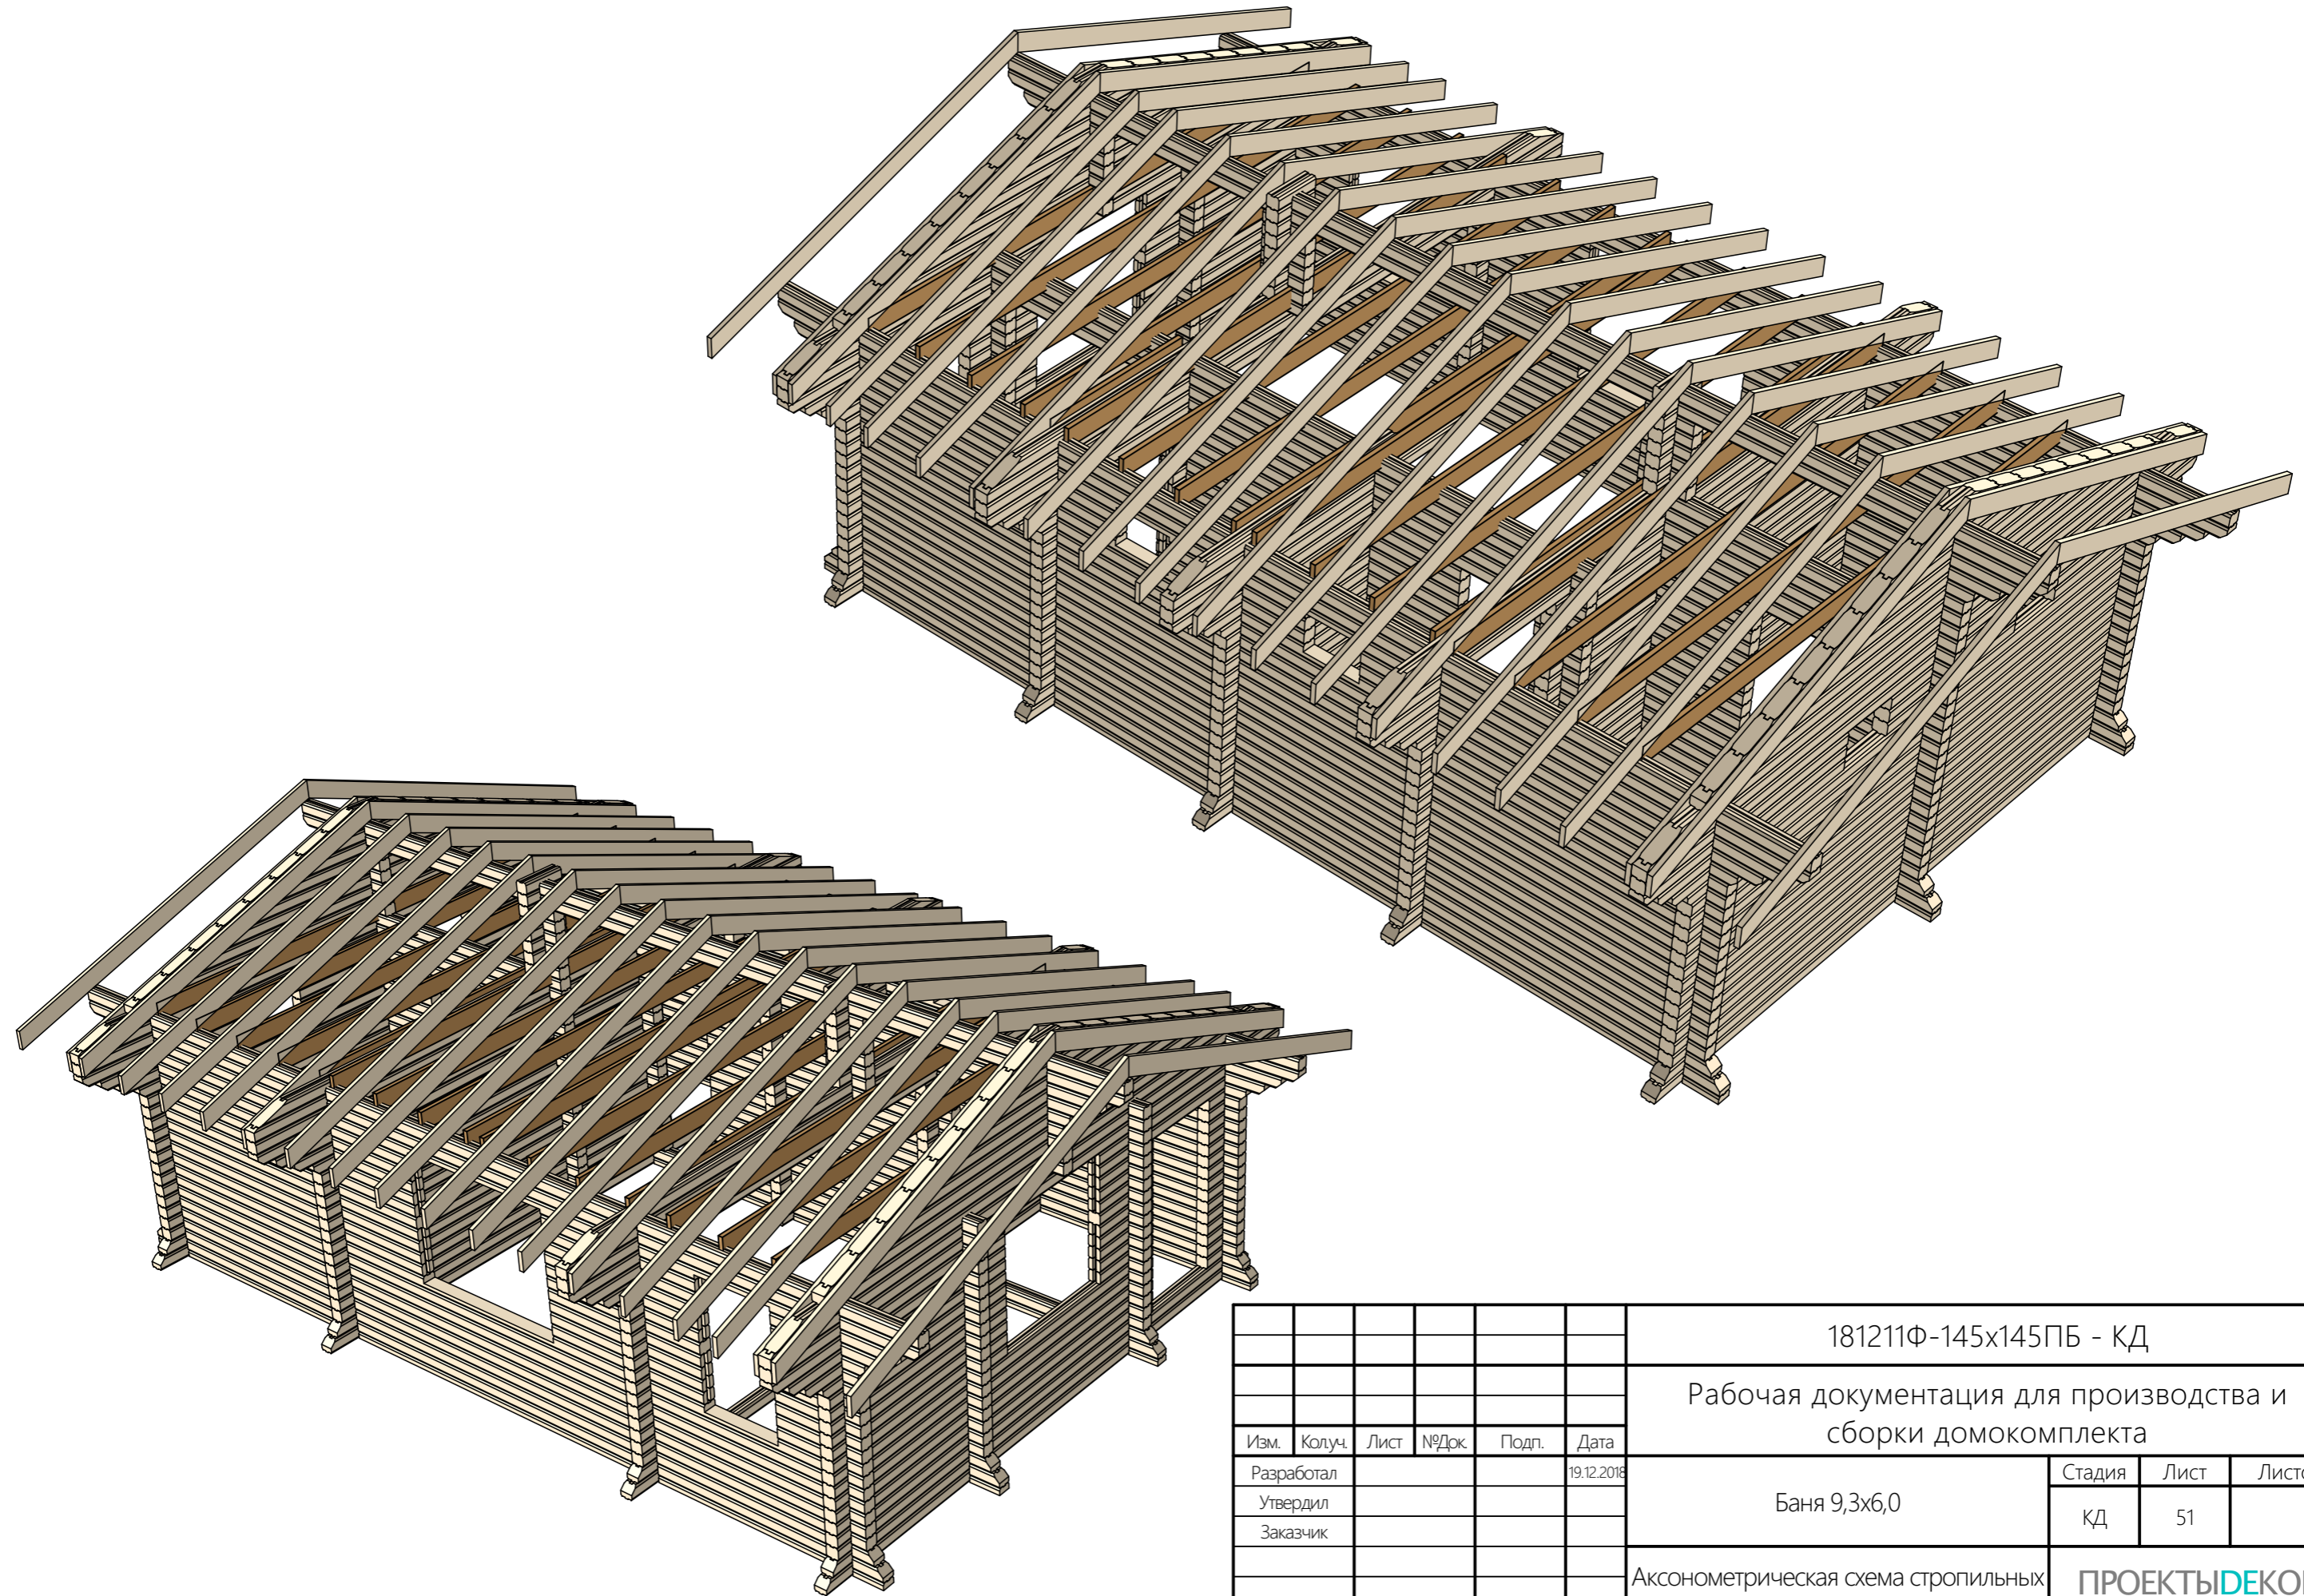 181211Ф-145х145ПБ - КД
Рабочая документация для производства и
сборки домокомплекта
Изм. Кол.уч. Лист №Док. Подп. Дата
Разработал 19.12.2018
Утвердил
Заказчик
Баня 9,3х6,0
Стадия Лист
КД 51
Аксонометрическая схема стропильных